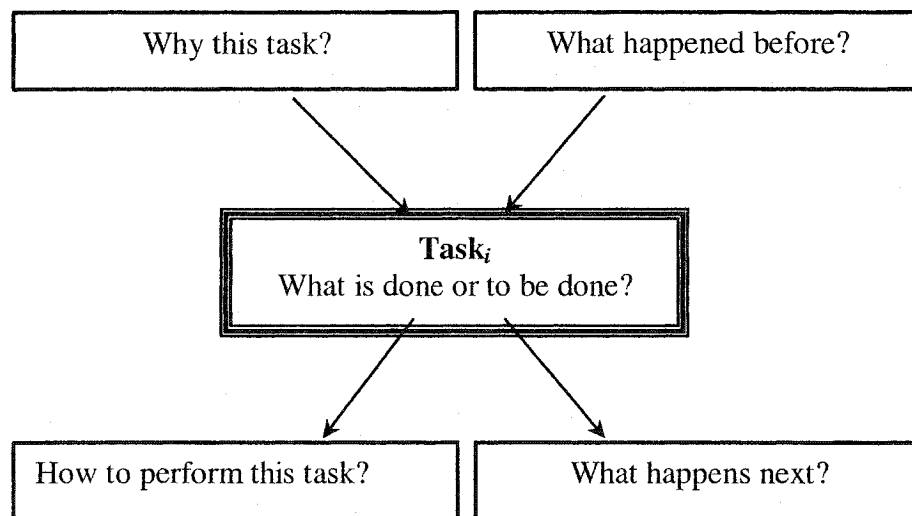 Why this task?
What happened before?
Task_i
What is done or to be done?
How to perform this task?
What happens next?